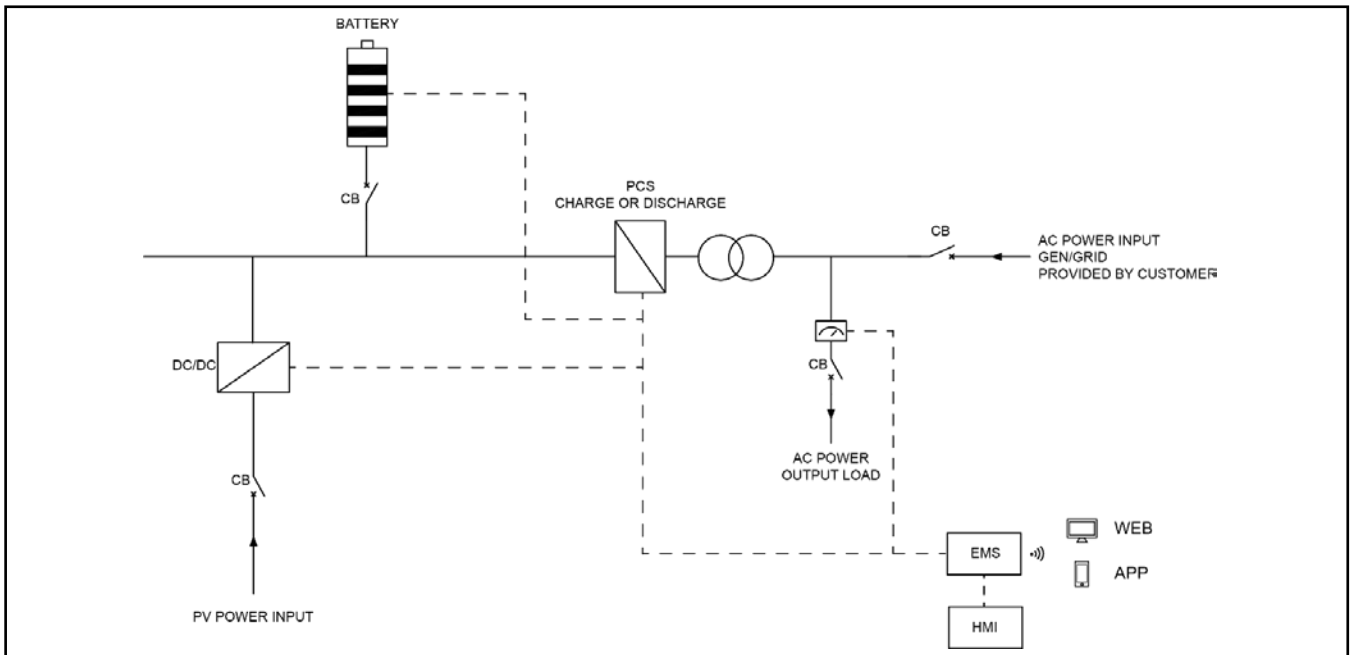 BATTERY
CB
PCS
CHARGE OR DISCHARGE
CB
AC POWER INPUT
GEN/GRID
PROVIDED BY CUSTOMER
DC/DC
CB
AC POWER
OUTPUT LOAD
CB
PV POWER INPUT
WEB
EMS
APP
HMI